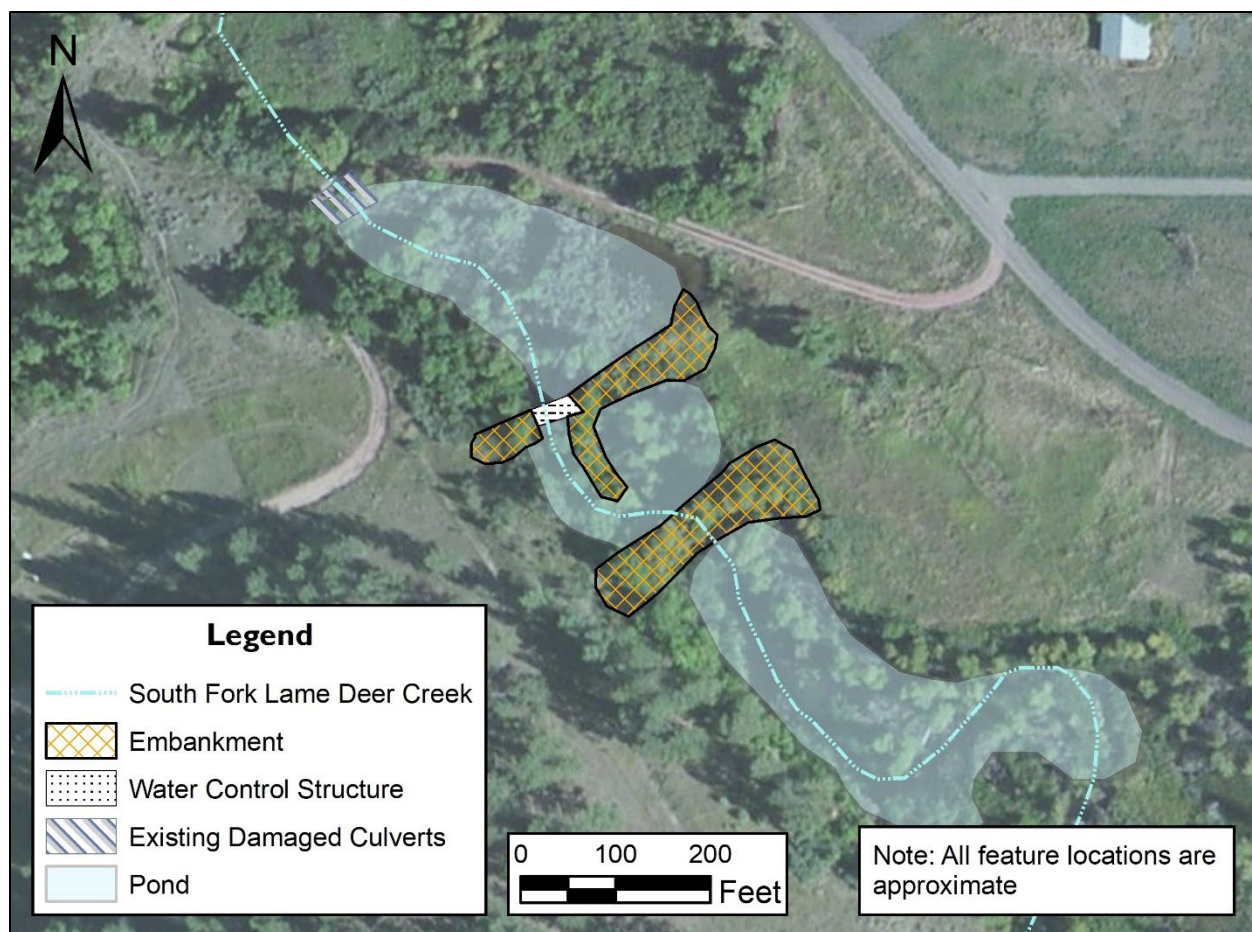 N
Legend
South Fork Lame Deer Creek
Embankment
Water Control Structure
Existing Damaged Culverts
Pond
0 100 200
Feet
Note: All feature locations are
approximate